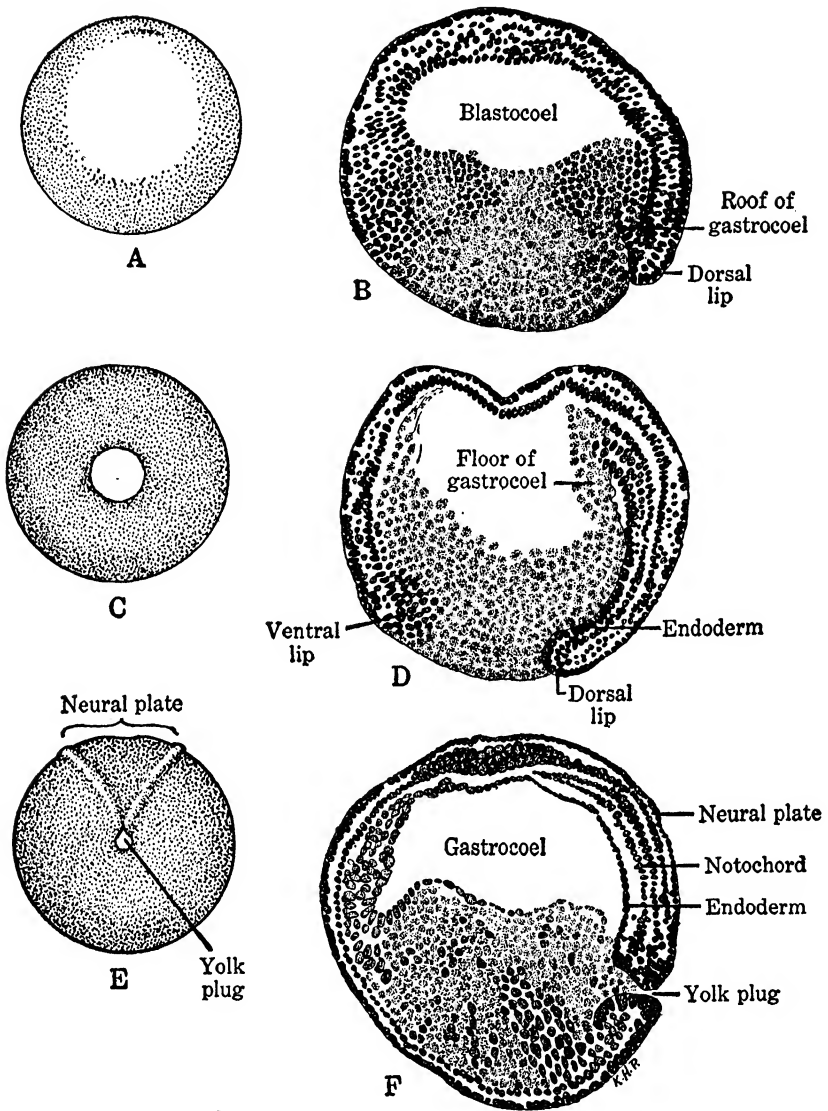 Blastocoel
Roof of
gastrocoel
Dorsal
lip
A
B
Floor of
gastrocoel
C
Ventral
lip
Endoderm
D
Dorsal
lip
Neural plate
Neural plate
Gastrocoel
Notochord
Endoderm
Yolk
plug
E
Yolk plug
F
K.H.R